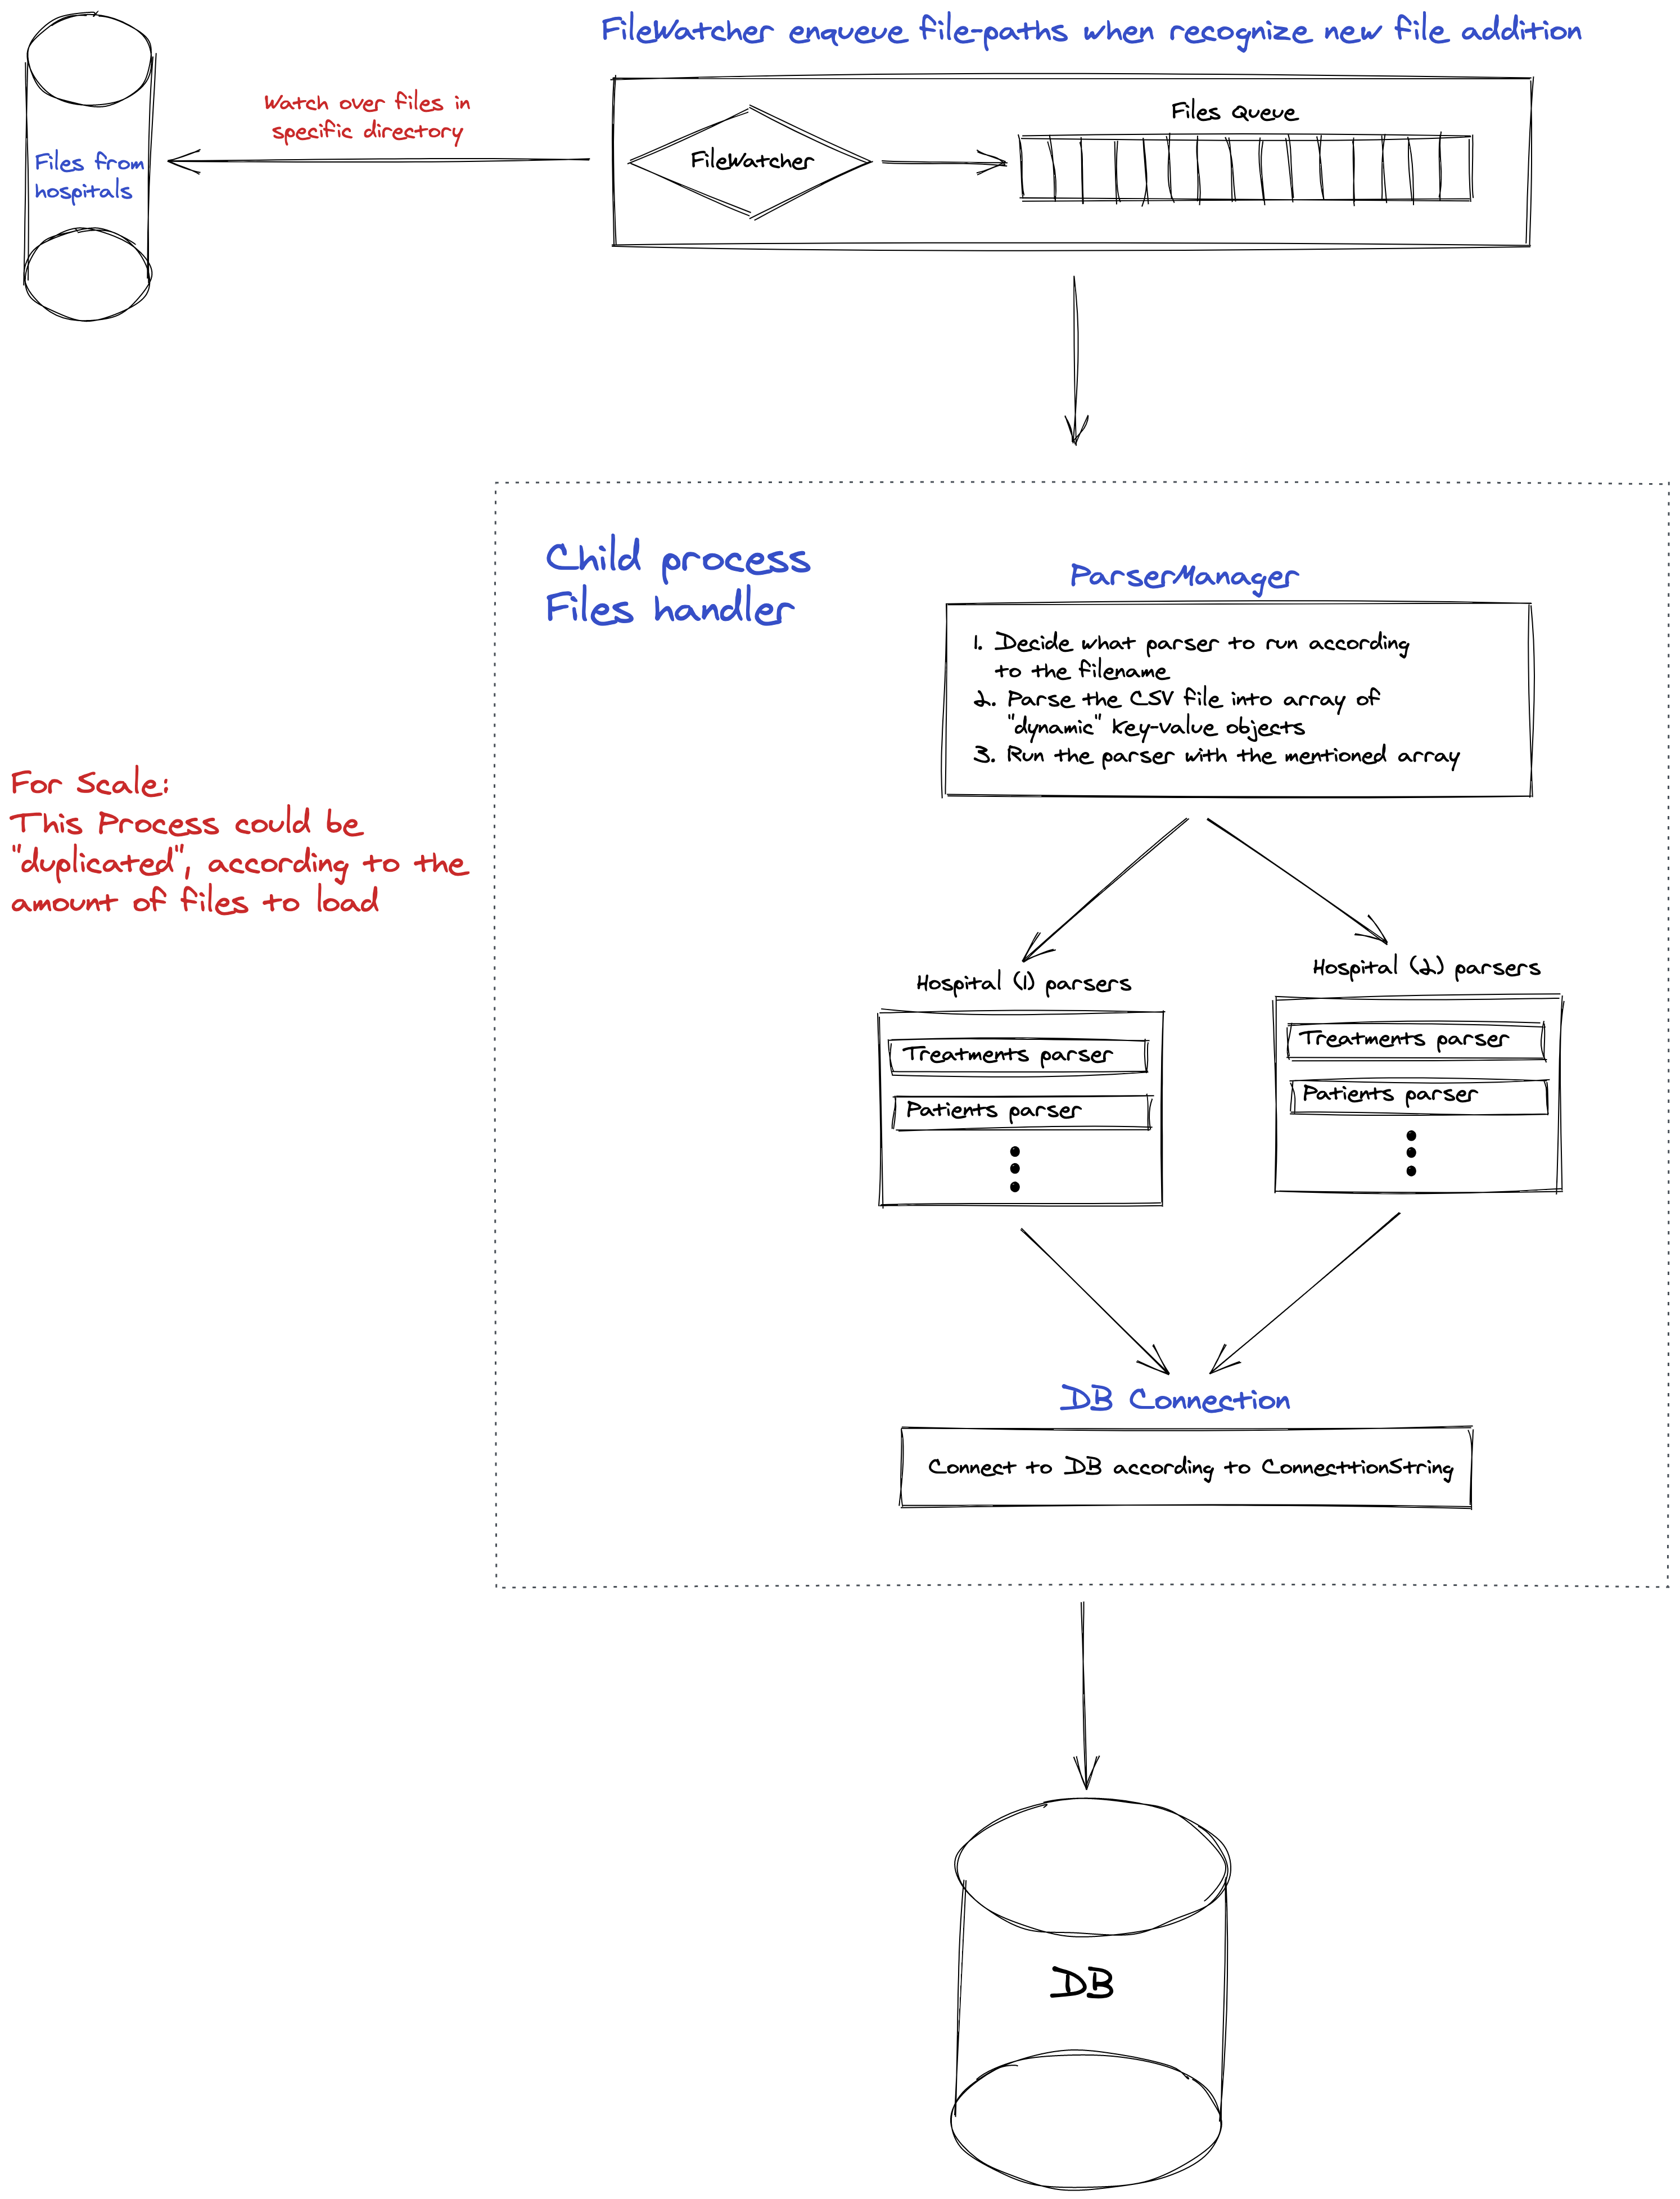 FileWatcher enqueue file-paths when recognize new file addition
Watch over files in
specific directory
Files from
hospitals
FileWatcher
Files Queue
Child process
Files handler
ParserManager
1. Decide what parser to run according
to the filename
2. Parse the CSV file into array of
"dynamic" key-value objects
3. Run the parser with the mentioned array
For Scale:
This Process could be
"duplicated", according to the
amount of files to load
Hospital (1) parsers
Treatments parser
Patients parser
Hospital (2) parsers
Treatments parser
Patients parser
DB Connection
Connect to DB according to ConnecttionString
DB